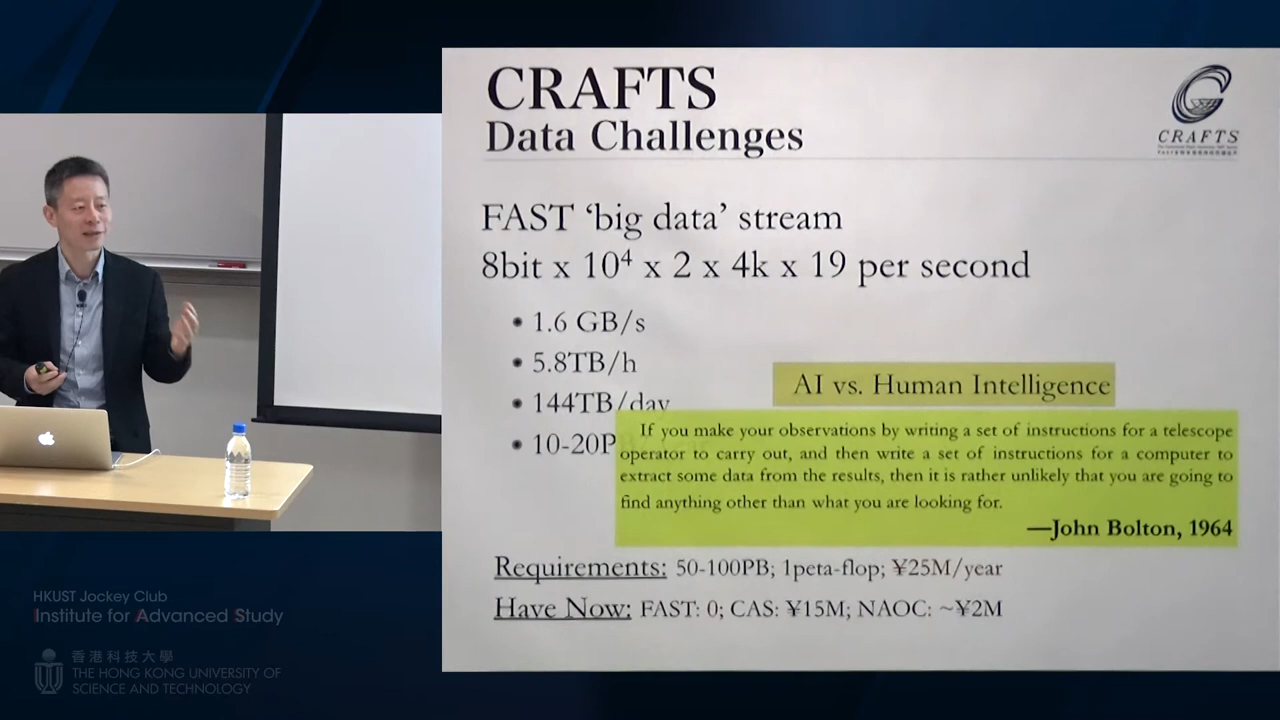 CRAFTS
Data Challenges
CRAFTS
FAST ‘big data’ stream
8bit x 10⁴ x 2 x 4k x 19 per second
• 1.6 GB/s
• 5.8TB/h
• 144TB/day
• 10-20P
AI vs. Human Intelligence
If you make your observations by writing a set of instructions for a telescope
operator to carry out, and then write a set of instructions for a computer to
extract some data from the results, then it is rather unlikely that you are going to
find anything other than what you are looking for.
—John Bolton, 1964
Requirements: 50-100PB; 1peta-flop; ¥25M/year
Have Now: FAST: 0; CAS: ¥15M; NAOC: ~¥2M
HKUST Jockey Club
Institute for Advanced Study
香港科技大學
THE HONG KONG UNIVERSITY OF
SCIENCE AND TECHNOLOGY